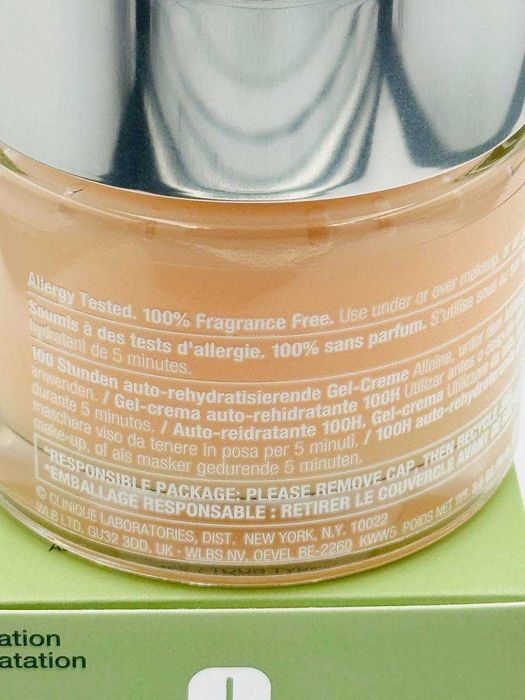 Allergy Tested. 100% Fragrance Free. Use under or over makeup, or
Soumis à des tests d'allergie. 100% sans parfum. S'utilise sous ou sur
hydratant de 5 minutes.
100 Stunden auto-rehydratisierende Gel-Creme Alleine, unter dem
anwenden. / Gel-crema auto-rehidratante 100H Utilizar antes o
durante 5 minutos. / Auto-reidratante 100H, Gel-crema Utilizzare da
maschera viso da tenere in posa per 5 minuti. / 100H auto-rehydr
make-up, of als masker gedurende 5 minuten.
*RESPONSIBLE PACKAGE: PLEASE REMOVE CAP, THEN RECYCLE
*EMBALLAGE RESPONSABLE : RETIRER LE COUVERCLE AVANT
© CLINIQUE LABORATORIES, DIST. NEW YORK, N.Y. 10022
WLB LTD, GU32 3DD, UK · WLBS NV, OEVEL BE-2260 KWW5 POIDS NET WT.
ation
atation